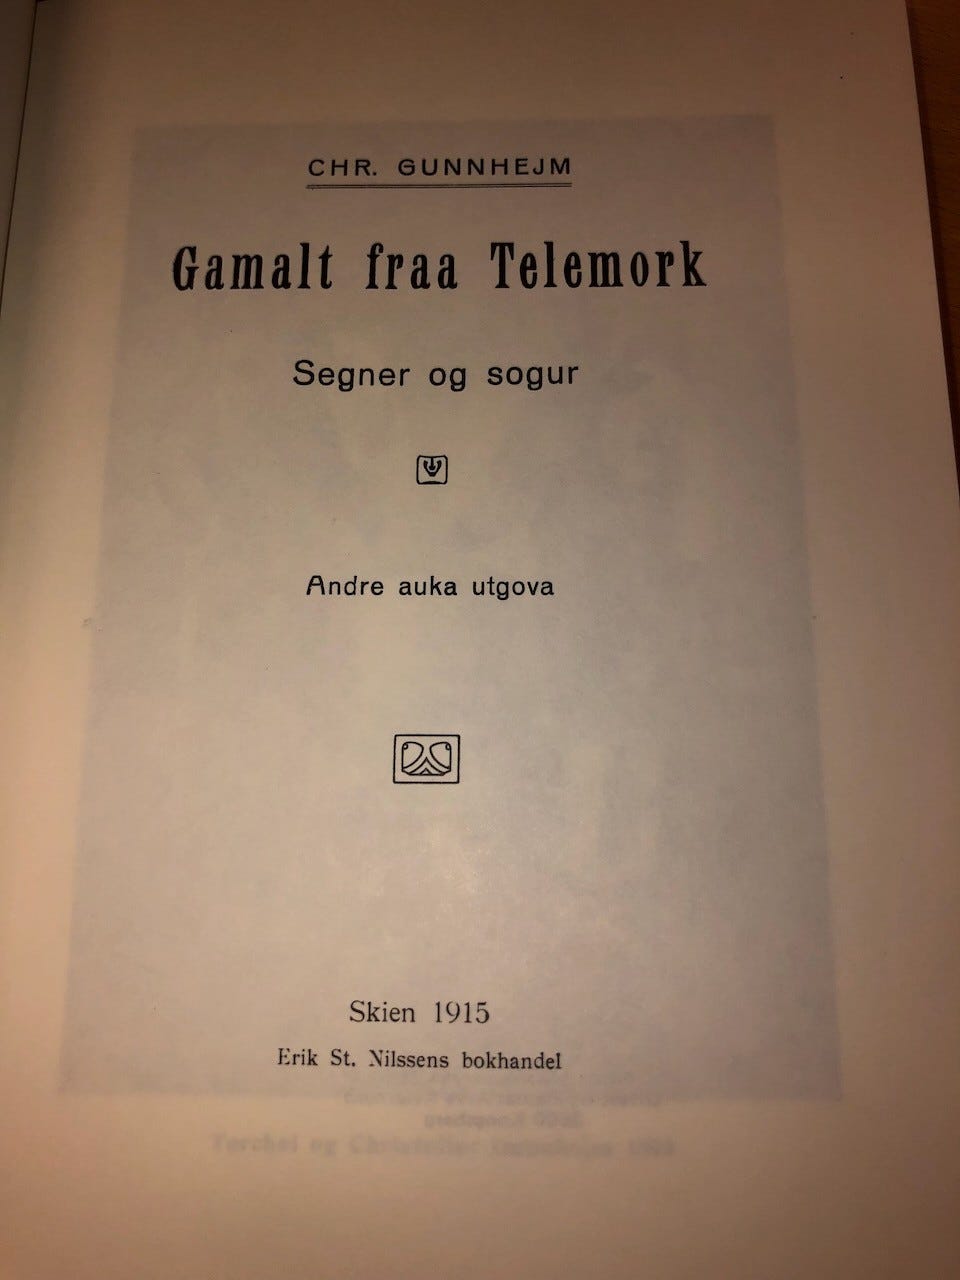 CHR. GUNNHEJM
Gamalt fraa Telemork
Segner og sogur
Andre auka utgova
Skien 1915
Erik St. Nilssens bokhandel